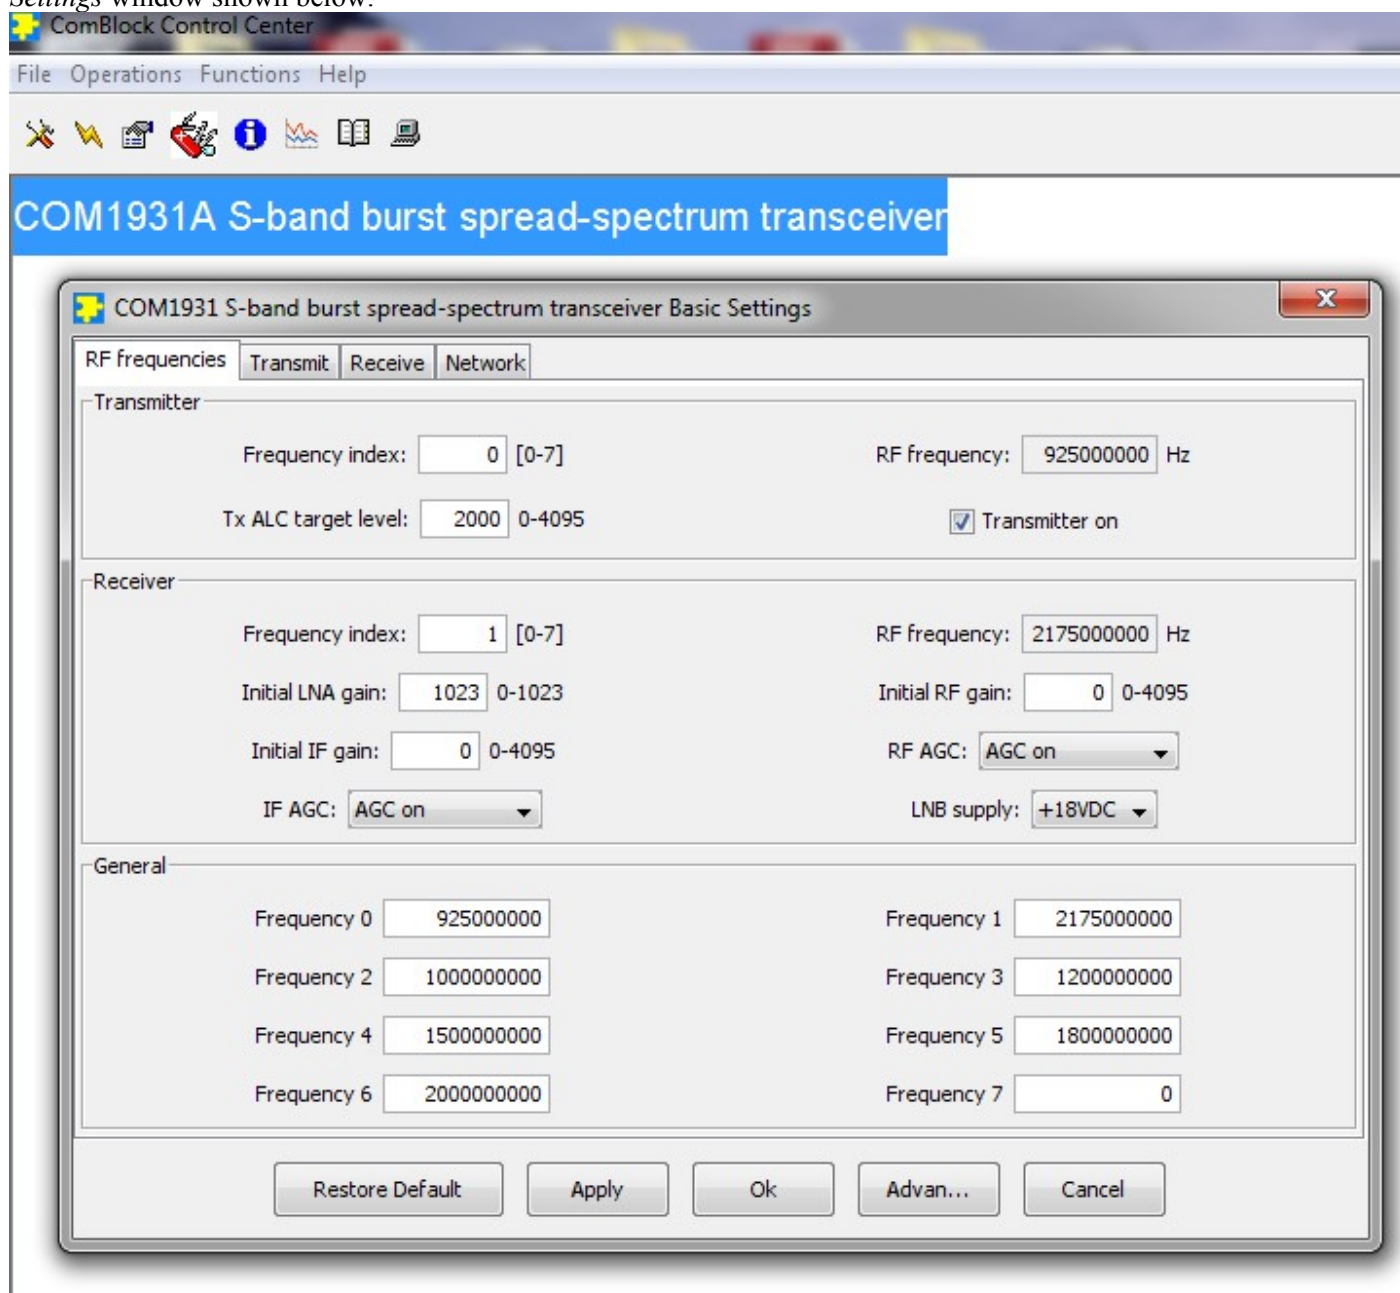 Settings window shown below.
ComBlock Control Center
File Operations Functions Help
COM1931A S-band burst spread-spectrum transceiver
COM1931 S-band burst spread-spectrum transceiver Basic Settings
RF frequencies Transmit Receive Network
Transmitter
Frequency index: 0 [0-7] RF frequency: 925000000 Hz
Tx ALC target level: 2000 0-4095 Transmitter on
Receiver
Frequency index: 1 [0-7] RF frequency: 2175000000 Hz
Initial LNA gain: 1023 0-1023 Initial RF gain: 0 0-4095
Initial IF gain: 0 0-4095 RF AGC: AGC on
IF AGC: AGC on LNB supply: +18VDC
General
Frequency 0 925000000 Frequency 1 2175000000
Frequency 2 1000000000 Frequency 3 1200000000
Frequency 4 1500000000 Frequency 5 1800000000
Frequency 6 2000000000 Frequency 7 0
Restore Default Apply Ok Advan... Cancel